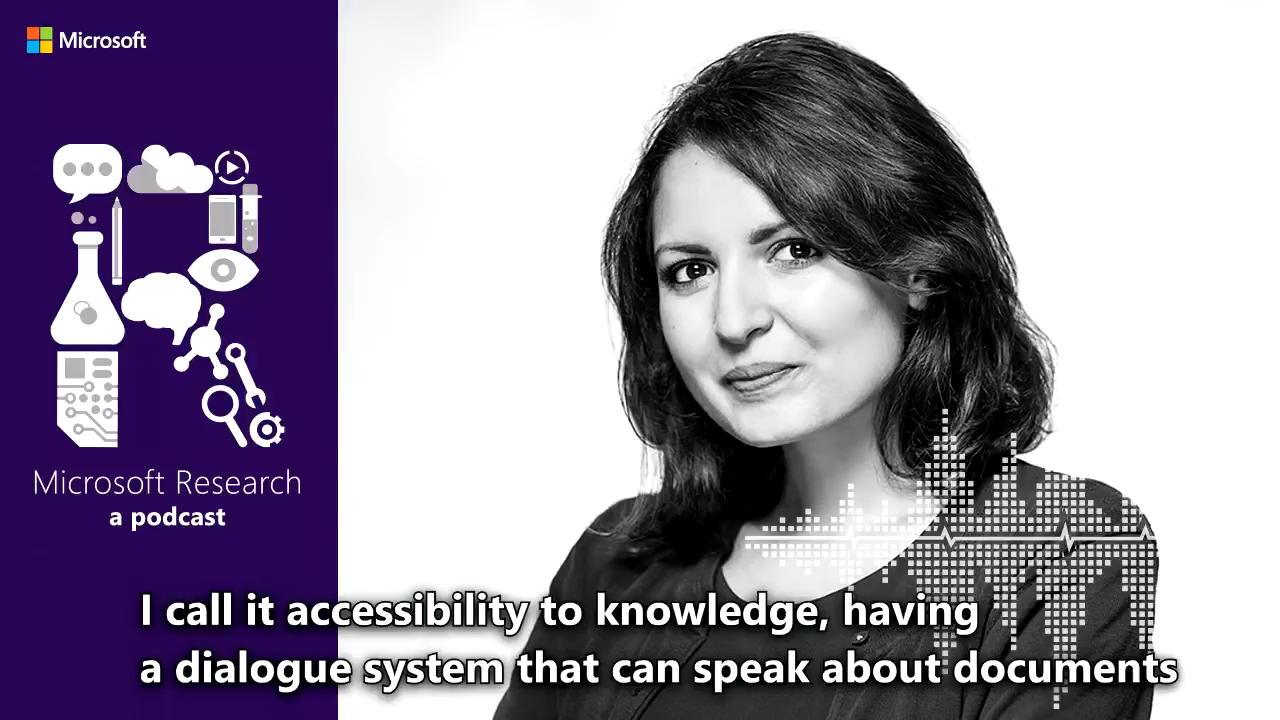 Microsoft
Microsoft Research
a podcast
I call it accessibility to knowledge, having
a dialogue system that can speak about documents